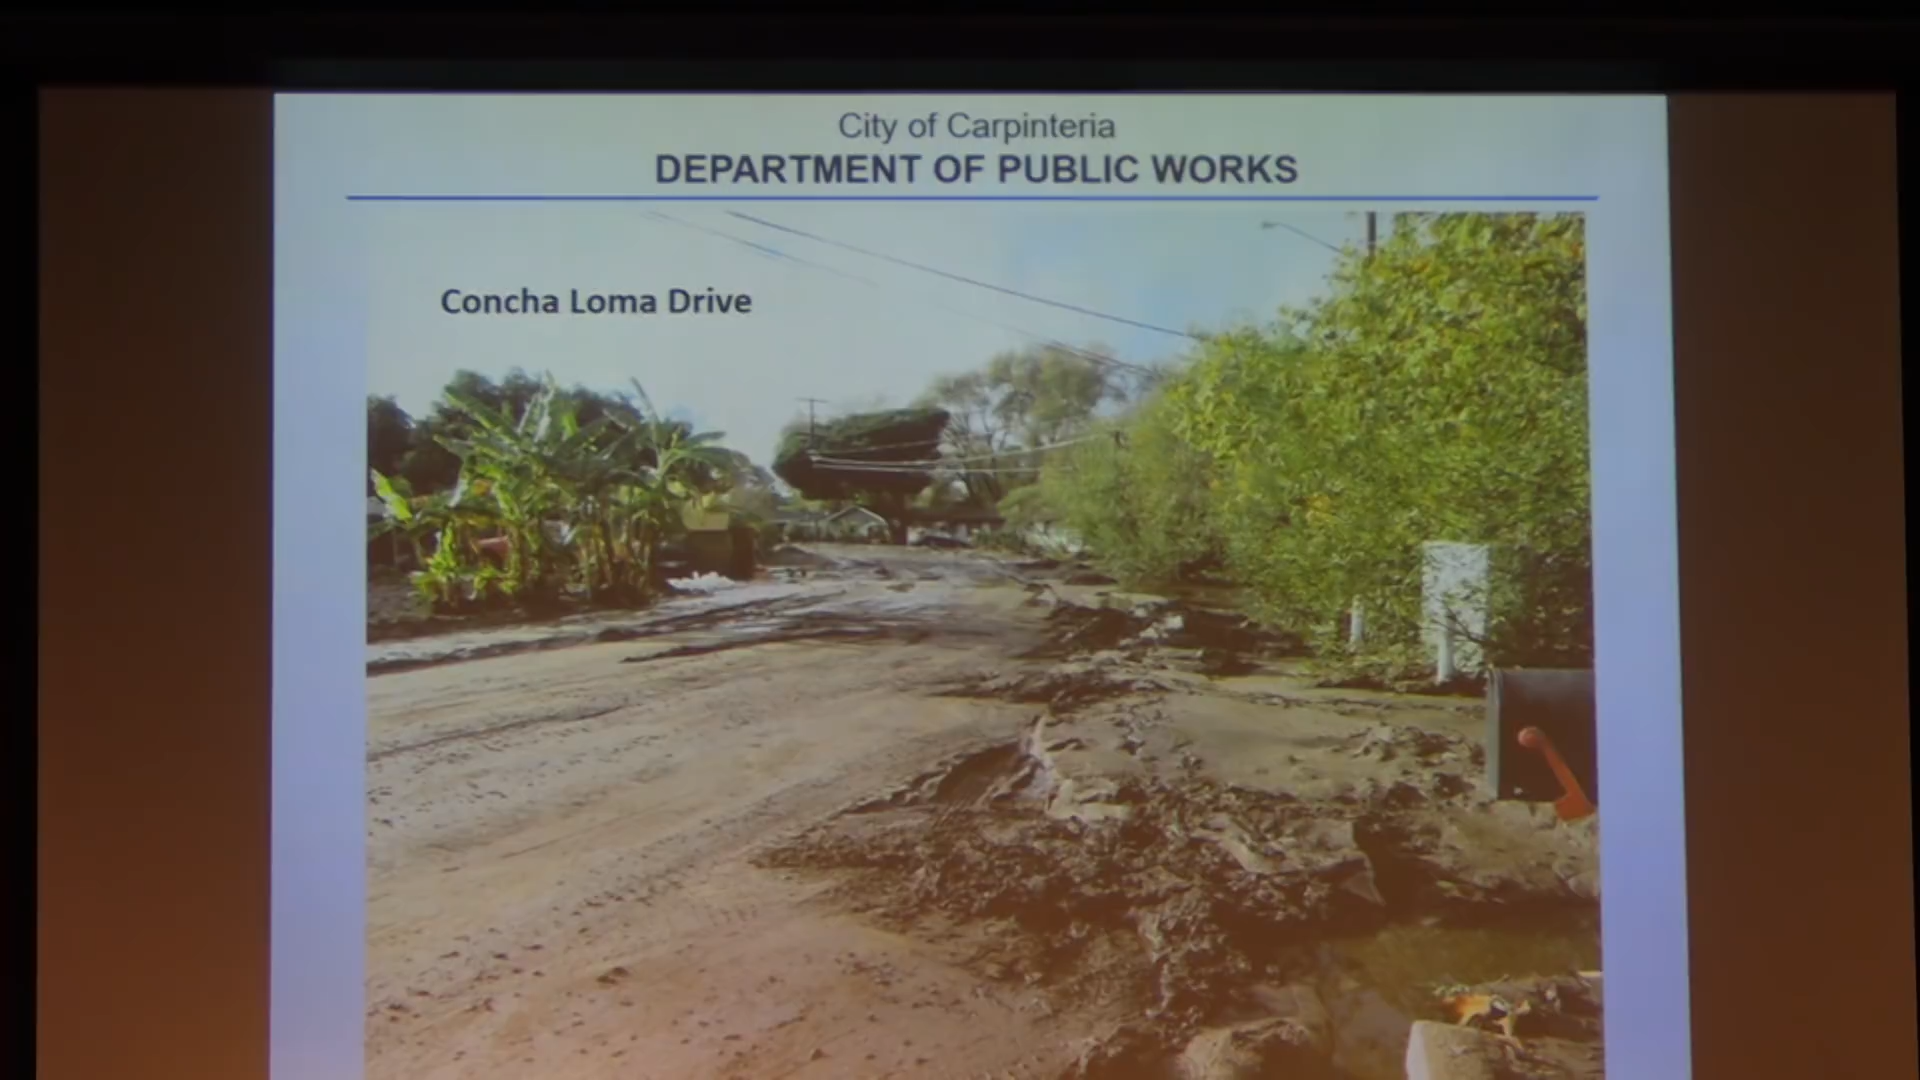 City of Carpinteria
DEPARTMENT OF PUBLIC WORKS
Concha Loma Drive